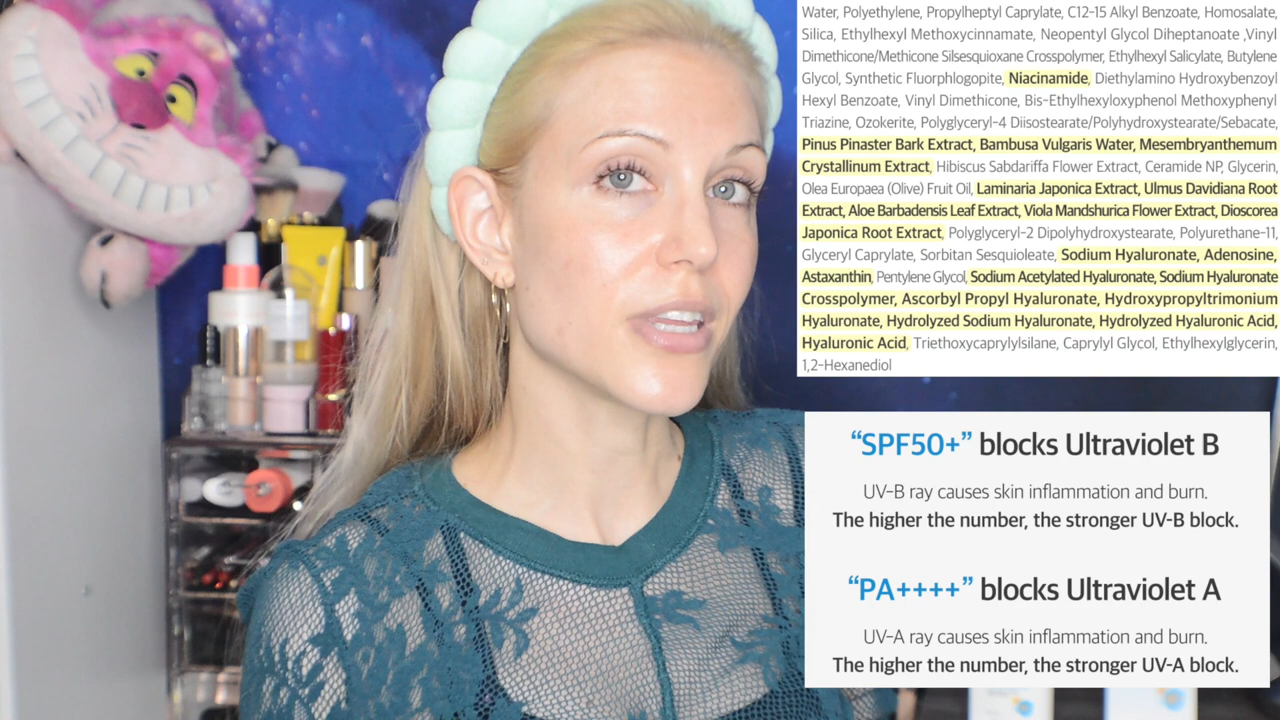 Water, Polyethylene, Propylheptyl Caprylate, C12-15 Alkyl Benzoate, Homosalate,
Silica, Ethylhexyl Methoxycinnamate, Neopentyl Glycol Diheptanoate ,Vinyl
Dimethicone/Methicone Silsesquioxane Crosspolymer, Ethylhexyl Salicylate, Butylene
Glycol, Synthetic Fluorphlogopite, Niacinamide, Diethylamino Hydroxybenzoyl
Hexyl Benzoate, Vinyl Dimethicone, Bis-Ethylhexyloxyphenol Methoxyphenyl
Triazine, Ozokerite, Polyglyceryl-4 Diisostearate/Polyhydroxystearate/Sebacate,
Pinus Pinaster Bark Extract, Bambusa Vulgaris Water, Mesembryanthemum
Crystallinum Extract, Hibiscus Sabdariffa Flower Extract, Ceramide NP, Glycerin,
Olea Europaea (Olive) Fruit Oil, Laminaria Japonica Extract, Ulmus Davidiana Root
Extract, Aloe Barbadensis Leaf Extract, Viola Mandshurica Flower Extract, Dioscorea
Japonica Root Extract, Polyglyceryl-2 Dipolyhydroxystearate, Polyurethane-11,
Glyceryl Caprylate, Sorbitan Sesquioleate, Sodium Hyaluronate, Adenosine,
Astaxanthin, Pentylene Glycol, Sodium Acetylated Hyaluronate, Sodium Hyaluronate
Crosspolymer, Ascorbyl Propyl Hyaluronate, Hydroxypropyltrimonium
Hyaluronate, Hydrolyzed Sodium Hyaluronate, Hydrolyzed Hyaluronic Acid,
Hyaluronic Acid, Triethoxycaprylylsilane, Caprylyl Glycol, Ethylhexylglycerin,
1,2-Hexanediol
“SPF50+” blocks Ultraviolet B
UV-B ray causes skin inflammation and burn.
The higher the number, the stronger UV-B block.
“PA++++” blocks Ultraviolet A
UV-A ray causes skin inflammation and burn.
The higher the number, the stronger UV-A block.